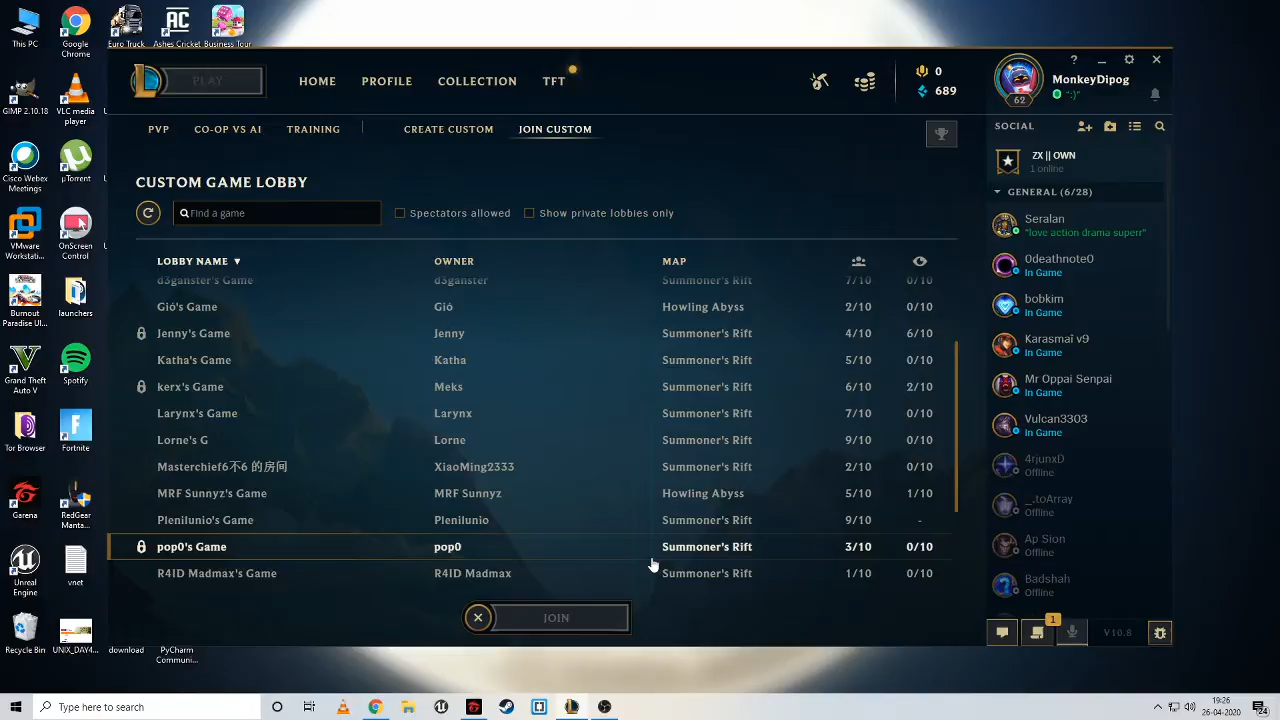 This PC
Google
Chrome
Euro Truck
Ashes Cricket
Business Tour
GIMP 2.10.18
VLC media
player
Cisco Webex
Meetings
µTorrent
VMware
Workstati...
OnScreen
Control
Burnout
Paradise Ul...
launchers
Grand Theft
Auto V
Spotify
Tor Browser
Fortnite
Garena
RedGear
Manta...
Unreal
Engine
vnet
Recycle Bin
UNIX_DAY4...
download
PyCharm
Communi...
PLAY
HOME
PROFILE
COLLECTION
TFT
0
689
MonkeyDipog
":)"
62
PVP
CO-OP VS AI
TRAINING
CREATE CUSTOM
JOIN CUSTOM
CUSTOM GAME LOBBY
Find a game
Spectators allowed
Show private lobbies only
LOBBY NAME OWNER MAP
d3ganster's Game d3ganster Summoner's Rift 7/10 0/10
Gió's Game Gió Howling Abyss 2/10 0/10
Jenny's Game Jenny Summoner's Rift 4/10 6/10
Katha's Game Katha Summoner's Rift 5/10 0/10
kerx's Game Meks Summoner's Rift 6/10 2/10
Larynx's Game Larynx Summoner's Rift 7/10 0/10
Lorne's G Lorne Summoner's Rift 9/10 0/10
Masterchief6不6 的房间 XiaoMing2333 Summoner's Rift 2/10 0/10
MRF Sunnyz's Game MRF Sunnyz Howling Abyss 5/10 1/10
Plenilunio's Game Plenilunio Summoner's Rift 9/10 -
pop0's Game pop0 Summoner's Rift 3/10 0/10
R4ID Madmax's Game R4ID Madmax Summoner's Rift 1/10 0/10
JOIN
SOCIAL
ZX || OWN
1 online
GENERAL (6/28)
Seralan
"love action drama superr"
0deathnote0
In Game
bobkim
In Game
Karasmaî v9
In Game
Mr Oppai Senpai
In Game
Vulcan3303
In Game
4rjunxD
Offline
_.toArray
Offline
Ap Sion
Offline
Badshah
Offline
1
V10.8
Type here to search
19:26
26-04-2020
24